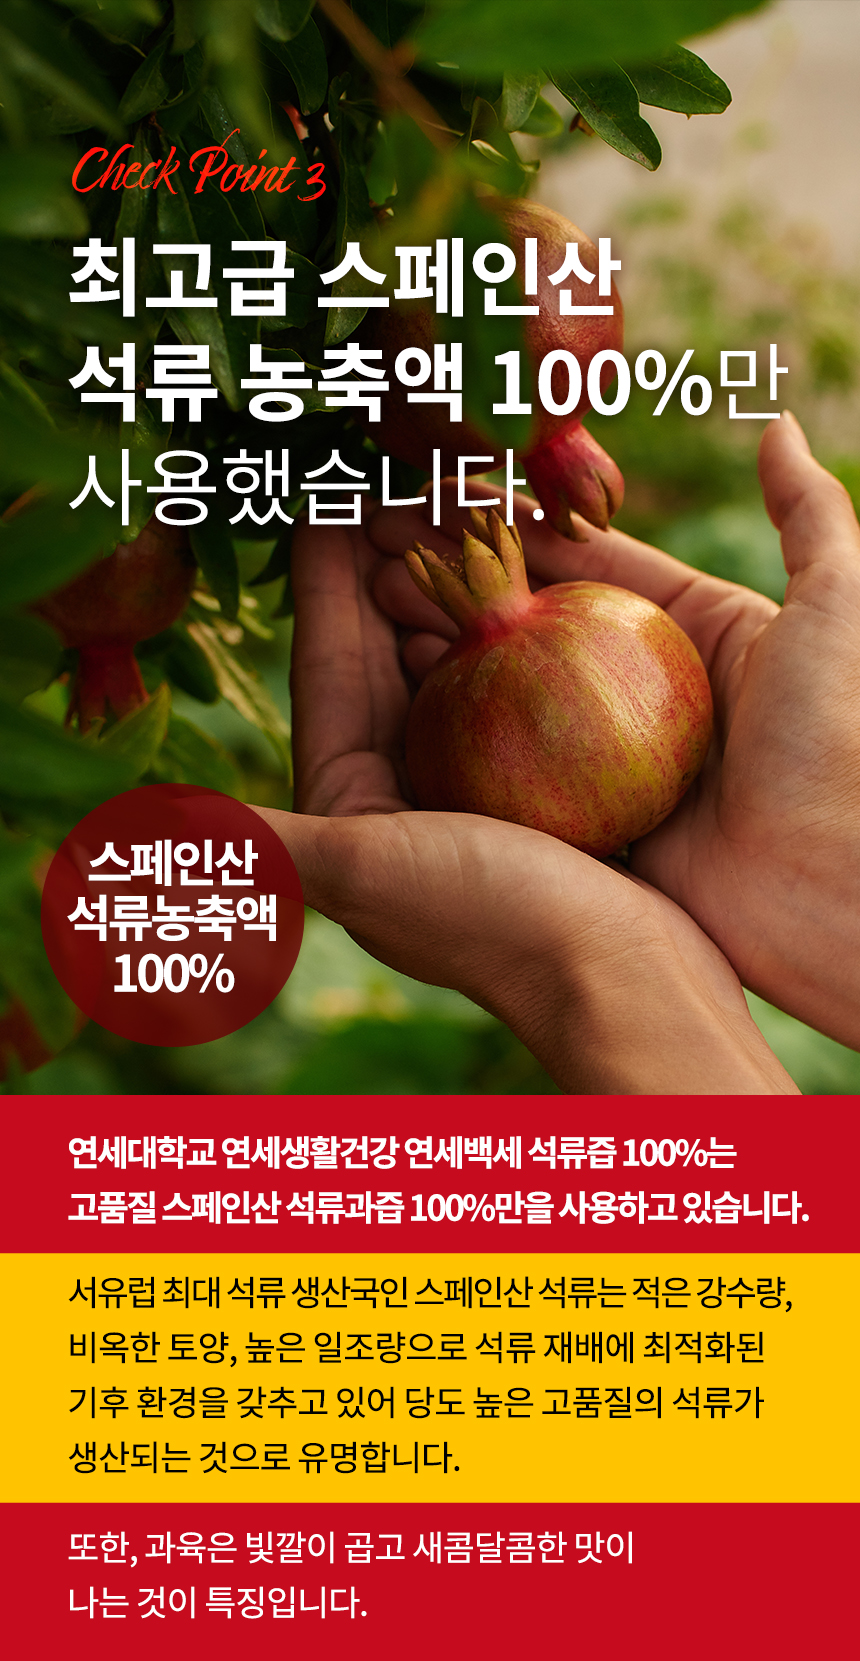 Check Point 3
최고급 스페인산
석류 농축액 100%만
사용했습니다.
스페인산
석류농축액
100%
연세대학교 연세생활건강 연세백세 석류즙 100%는
고품질 스페인산 석류과즙 100%만을 사용하고 있습니다.
서유럽 최대 석류 생산국인 스페인산 석류는 적은 강수량,
비옥한 토양, 높은 일조량으로 석류 재배에 최적화된
기후 환경을 갖추고 있어 당도 높은 고품질의 석류가
생산되는 것으로 유명합니다.
또한, 과육은 빛깔이 곱고 새콤달콤한 맛이
나는 것이 특징입니다.